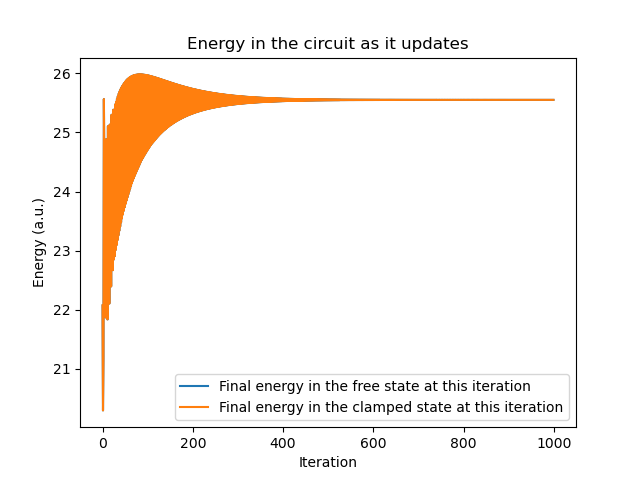 Energy in the circuit as it updates
26
25
24
23
22
21
Energy (a.u.)
Final energy in the free state at this iteration
Final energy in the clamped state at this iteration
0 200 400 600 800 1000
Iteration